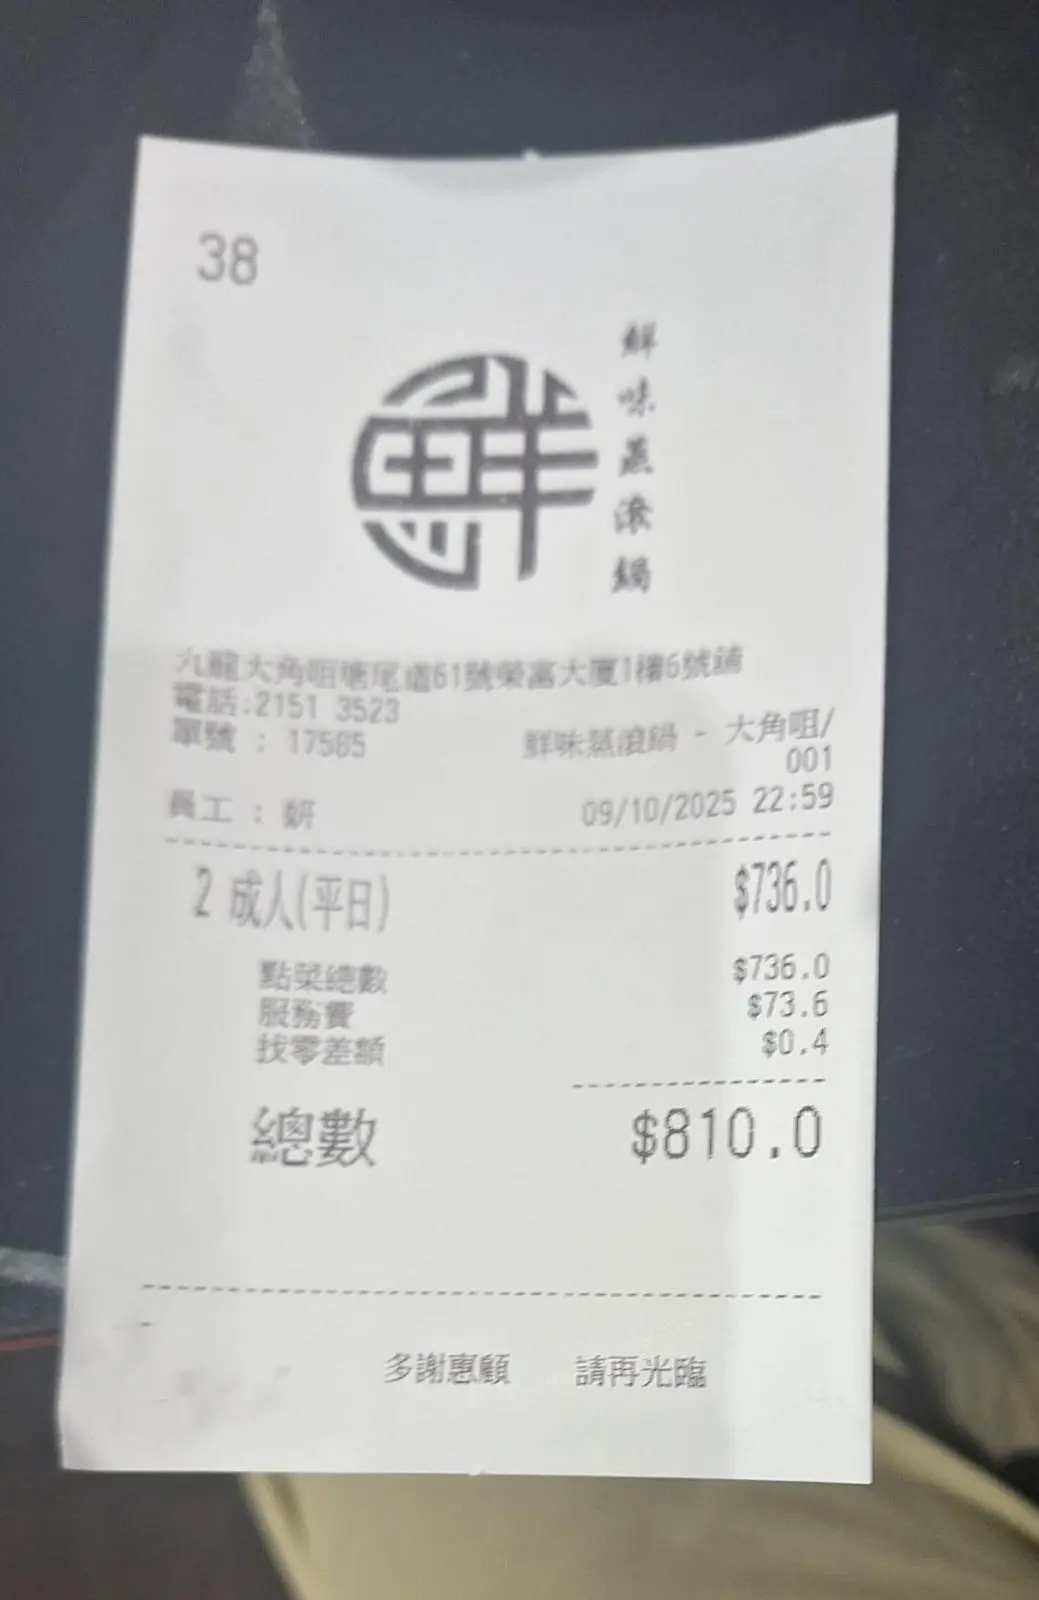 38
鮮
鮮味蒸滾鍋
九龍大角咀塘尾道61號榮富大廈1樓6號舖
電話:2151 3523
單號 : 17585 鮮味蒸滾鍋 - 大角咀/
001
員工 : 妍 09/10/2025 22:59
2 成人(平日) $736.0
點菜總數 $736.0
服務費 $73.6
找零差額 $0.4
總數 $810.0
多謝惠顧 請再光臨